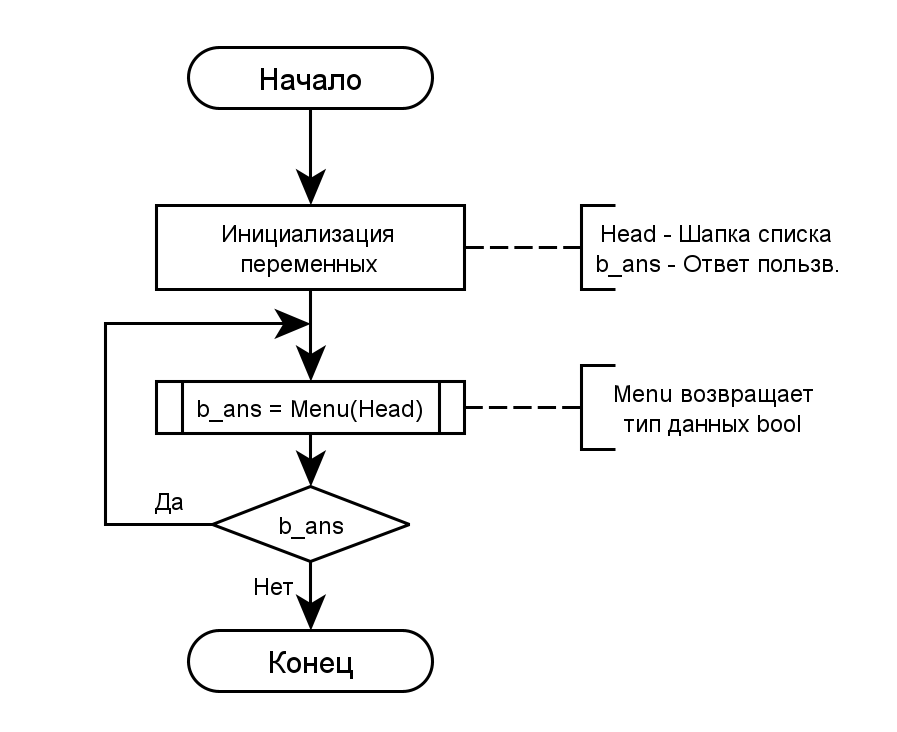 Начало
Инициализация
переменных
Head - Шапка списка
b_ans - Ответ пользв.
b_ans = Menu(Head)
Menu возвращает
тип данных bool
Да
b_ans
Нет
Конец